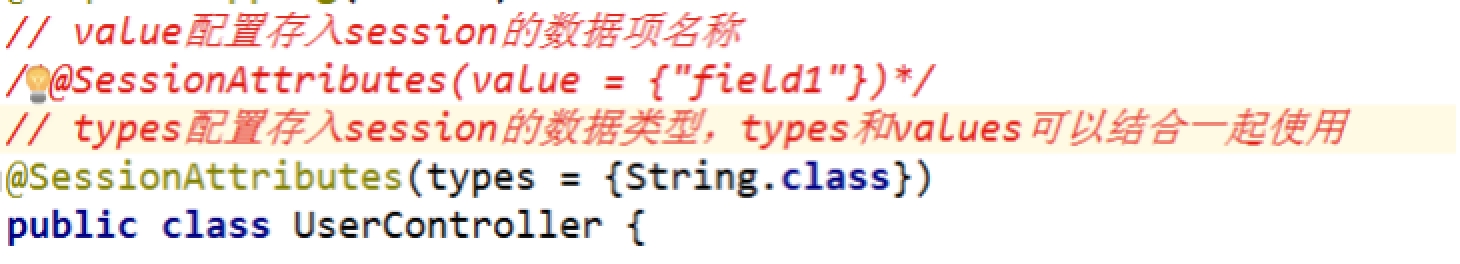 // value配置存入session的数据项名称
/*@SessionAttributes(value = {"field1"})*/
// types配置存入session的数据类型，types和values可以结合一起使用
@SessionAttributes(types = {String.class})
public class UserController {